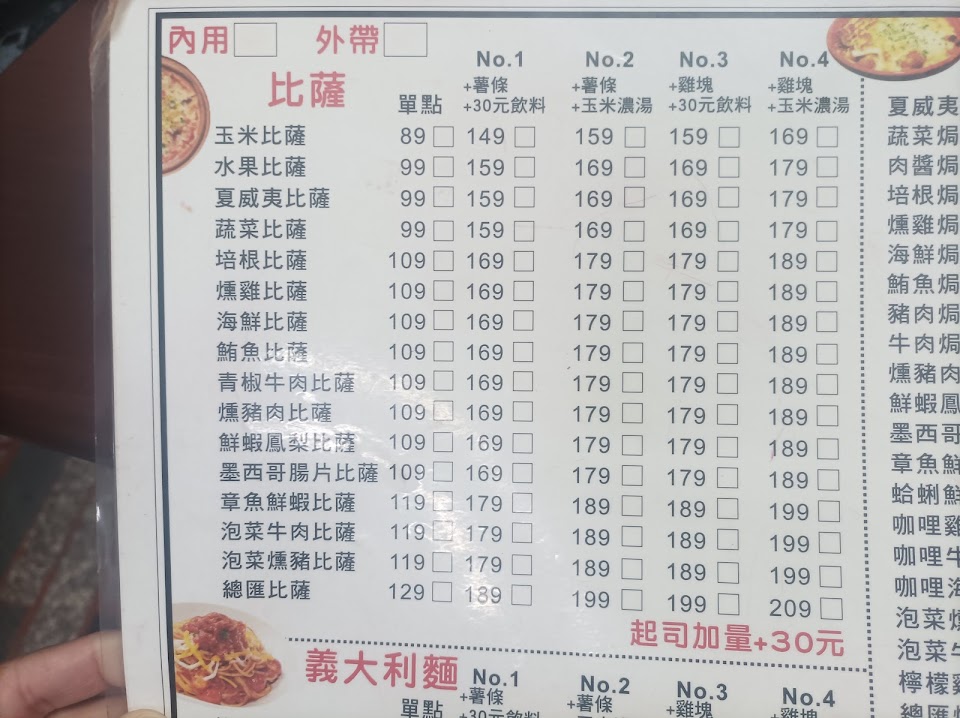 內用□ 外帶□
比薩
單點 No.1 +薯條 +30元飲料 No.2 +薯條 +玉米濃湯 No.3 +雞塊 +30元飲料 No.4 +雞塊 +玉米濃湯
玉米比薩 89□ 149□ 159□ 159□ 169□
水果比薩 99□ 159□ 169□ 169□ 179□
夏威夷比薩 99□ 159□ 169□ 169□ 179□
蔬菜比薩 99□ 159□ 169□ 169□ 179□
培根比薩 109□ 169□ 179□ 179□ 189□
燻雞比薩 109□ 169□ 179□ 179□ 189□
海鮮比薩 109□ 169□ 179□ 179□ 189□
鮪魚比薩 109□ 169□ 179□ 179□ 189□
青椒牛肉比薩 109□ 169□ 179□ 179□ 189□
燻豬肉比薩 109□ 169□ 179□ 179□ 189□
鮮蝦鳳梨比薩 109□ 169□ 179□ 179□ 189□
墨西哥腸片比薩 109□ 169□ 179□ 179□ 189□
章魚鮮蝦比薩 119□ 179□ 189□ 189□ 199□
泡菜牛肉比薩 119□ 179□ 189□ 189□ 199□
泡菜燻豬比薩 119□ 179□ 189□ 189□ 199□
總匯比薩 129□ 189□ 199□ 199□ 209□
起司加量+30元
義大利麵
單點 No.1 +薯條 +30元飲料 No.2 +薯條 No.3 +雞塊 No.4 +雞塊
夏威夷
蔬菜焗
肉醬焗
培根焗
燻雞焗
海鮮焗
鮪魚焗
豬肉焗
牛肉焗
燻豬肉
鮮蝦鳳
墨西哥
章魚鮮
蛤蜊鮮
咖哩雞
咖哩牛
咖哩海
泡菜燻
泡菜牛
檸檬雞
總匯焗